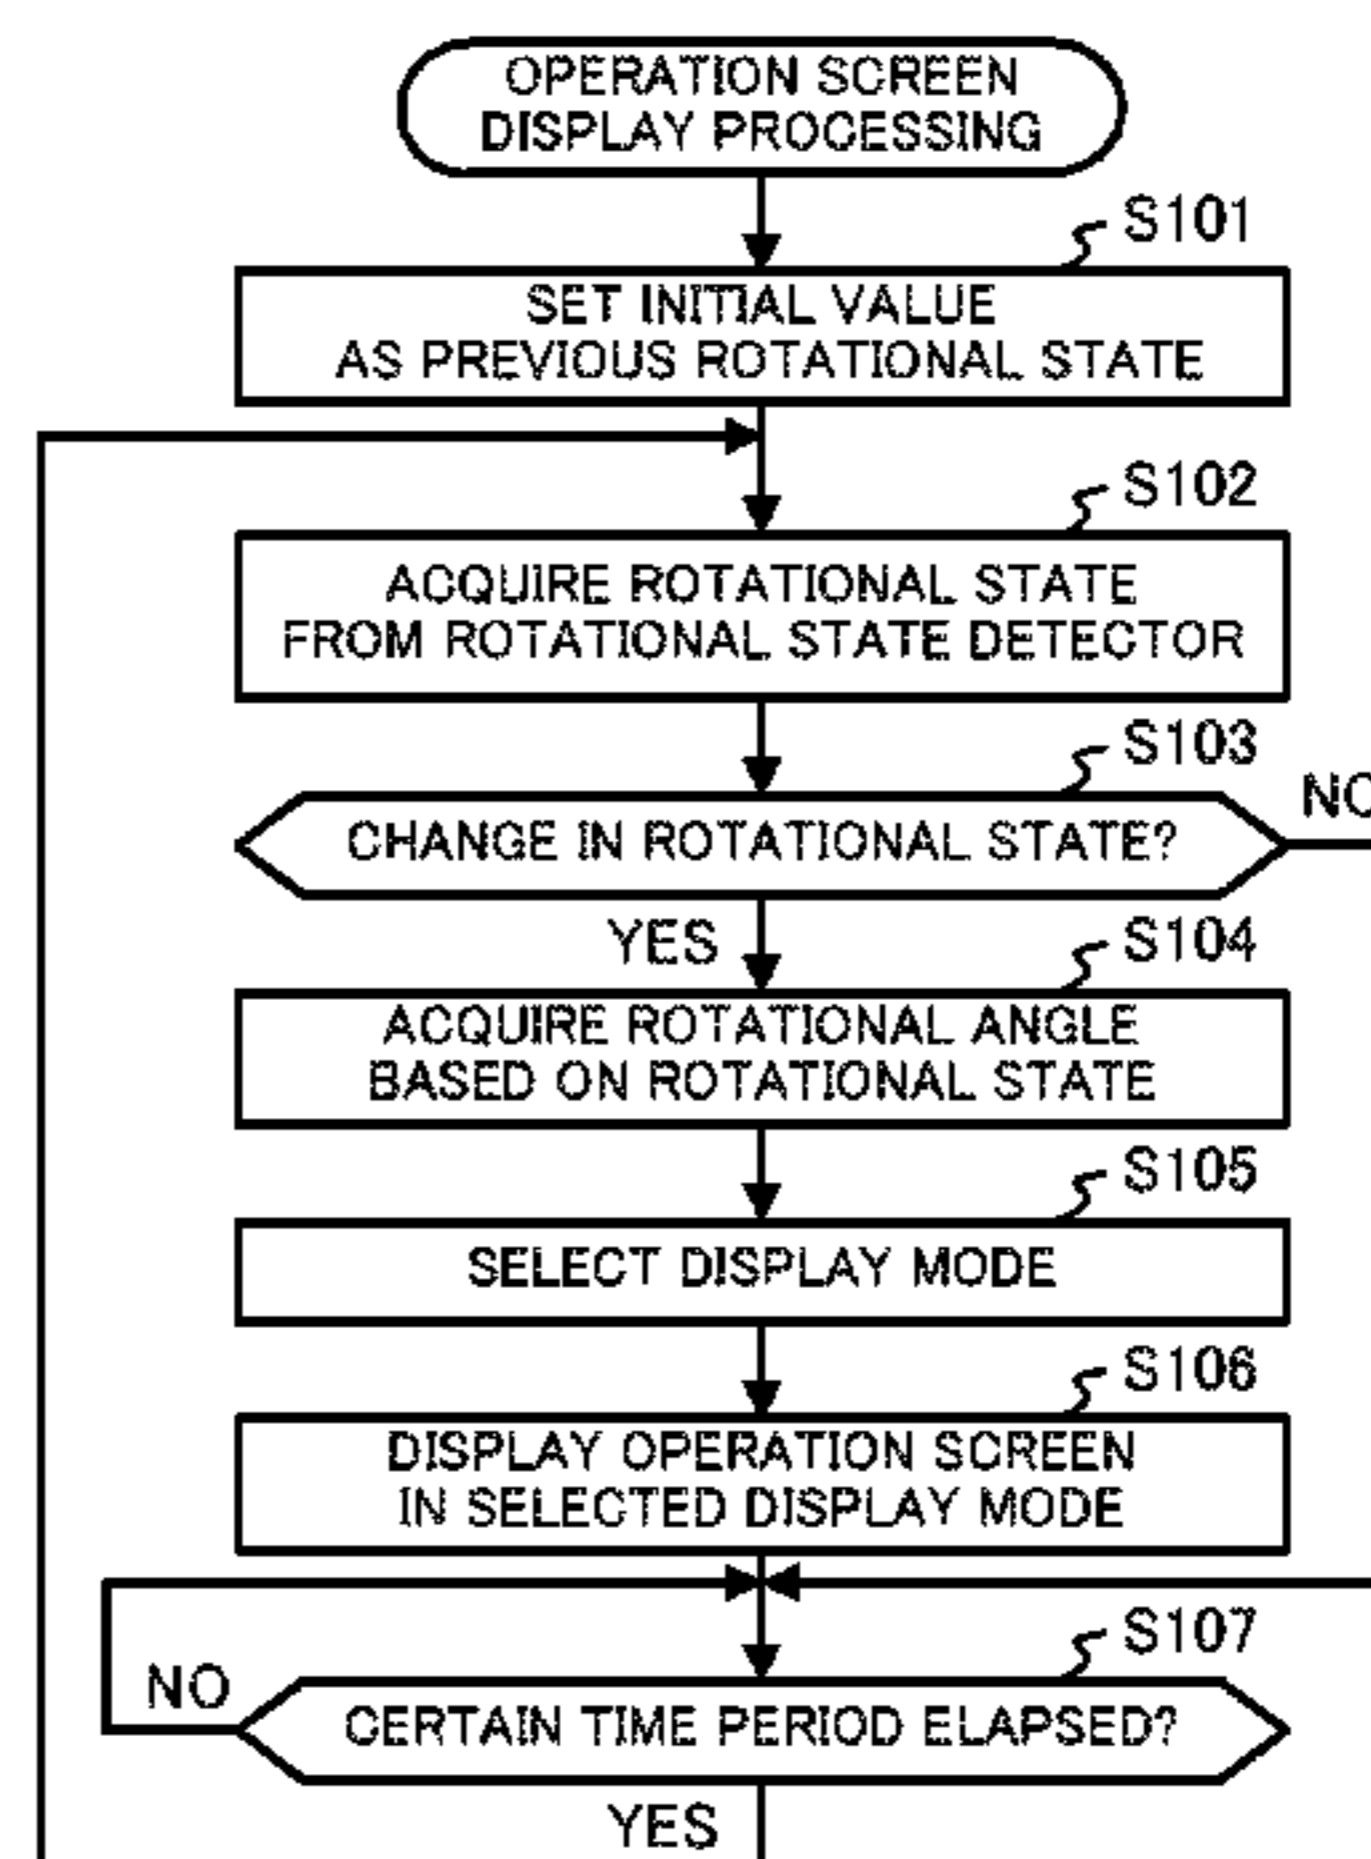 OPERATION SCREEN
DISPLAY PROCESSING
S101
SET INITIAL VALUE
AS PREVIOUS ROTATIONAL STATE
S102
ACQUIRE ROTATIONAL STATE
FROM ROTATIONAL STATE DETECTOR
S103
NO
CHANGE IN ROTATIONAL STATE?
YES
S104
ACQUIRE ROTATIONAL ANGLE
BASED ON ROTATIONAL STATE
S105
SELECT DISPLAY MODE
S106
DISPLAY OPERATION SCREEN
IN SELECTED DISPLAY MODE
S107
NO
CERTAIN TIME PERIOD ELAPSED?
YES